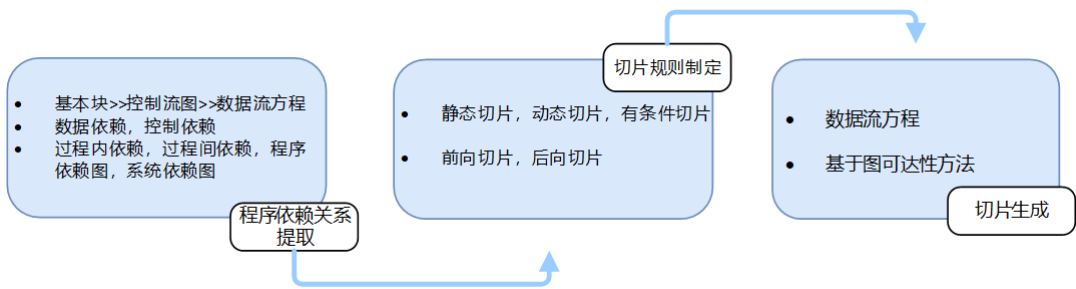 基本块>>控制流图>>数据流方程
数据依赖，控制依赖
过程内依赖，过程间依赖，程序
依赖图，系统依赖图
程序依赖关系
提取
切片规则制定
静态切片，动态切片，有条件切片
前向切片，后向切片
数据流方程
基于图可达性方法
切片生成